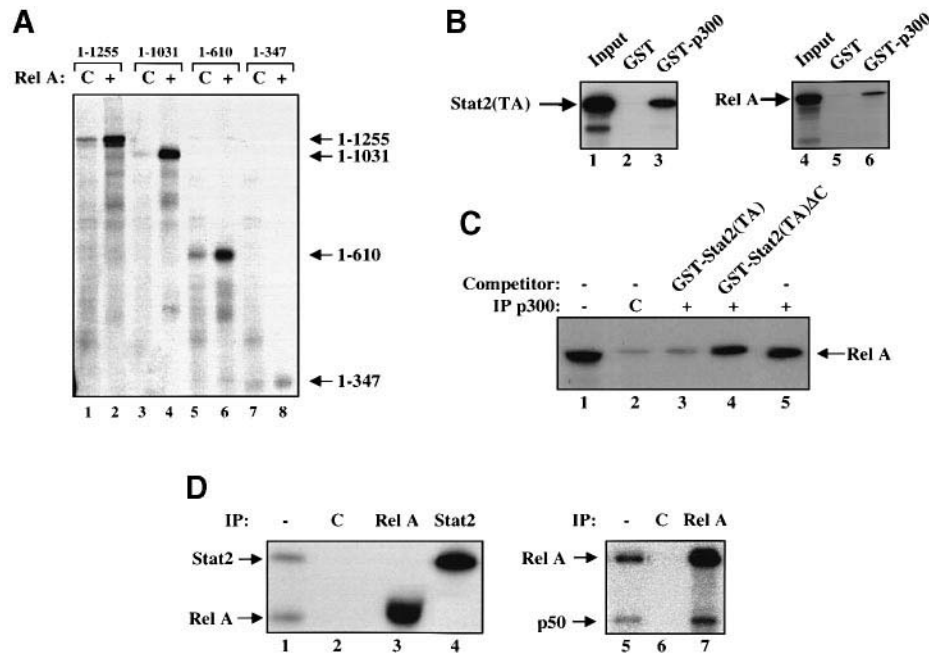 A
1-1255 1-1031 1-610 1-347
Rel A: C + C + C + C +
1-1255
1-1031
1-610
1-347
1 2 3 4 5 6 7 8
B
Input GST GST-p300
Stat2(TA)
1 2 3
Input GST GST-p300
Rel A
4 5 6
C
GST-Stat2(TA) GST-Stat2(TA)ΔC
Competitor: - - -
IP p300: - C + + +
Rel A
1 2 3 4 5
D
IP: - C Rel A Stat2
Stat2
Rel A
1 2 3 4
IP: - C Rel A
Rel A
p50
5 6 7